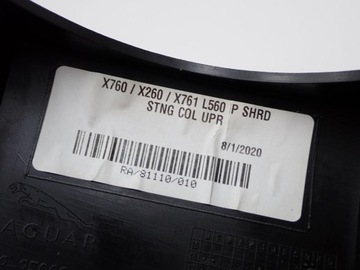 X760 / X260 / X761 L560 P SHRD
STNG COL UPR
8/1/2020
RA/81110/010
JAGUAR